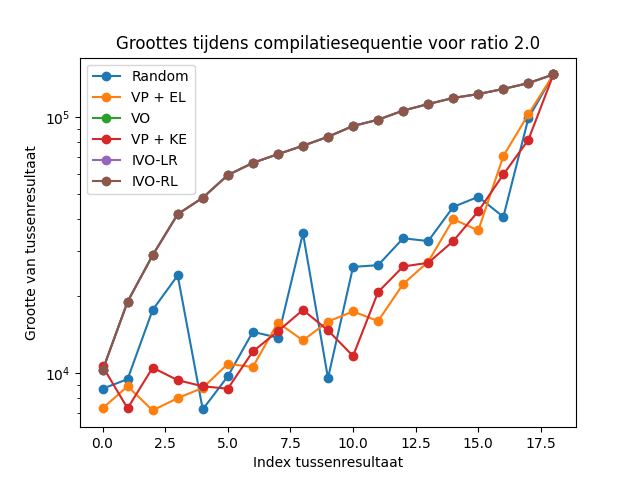 Groottes tijdens compilatiesequentie voor ratio 2.0
Random
VP + EL
VO
VP + KE
IVO-LR
IVO-RL
10⁵
10⁴
Grootte van tussenresultaat
0.0 2.5 5.0 7.5 10.0 12.5 15.0 17.5
Index tussenresultaat